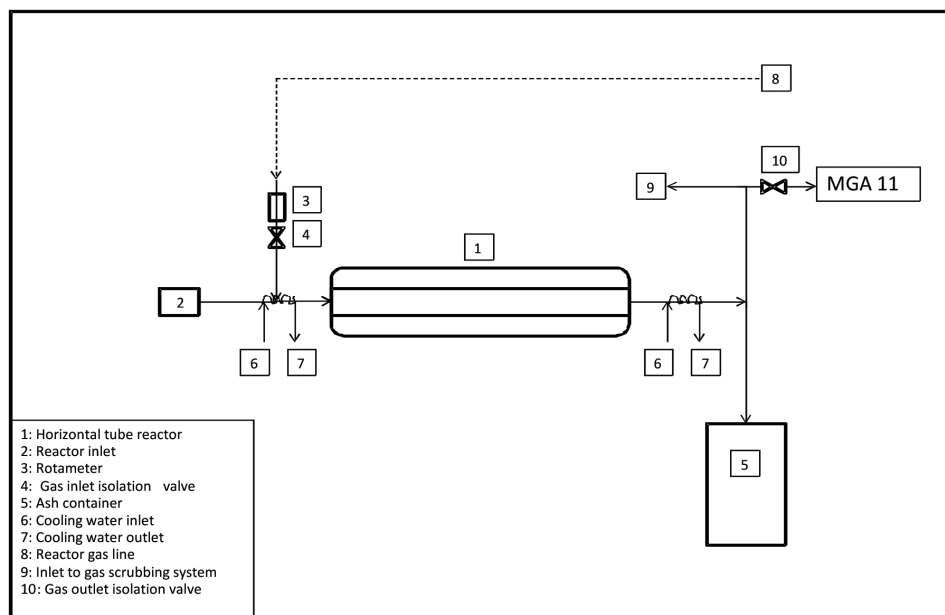 8
10
9
MGA 11
3
4
1
2
6
7
6
7
5
1: Horizontal tube reactor
2: Reactor inlet
3: Rotameter
4: Gas inlet isolation valve
5: Ash container
6: Cooling water inlet
7: Cooling water outlet
8: Reactor gas line
9: Inlet to gas scrubbing system
10: Gas outlet isolation valve